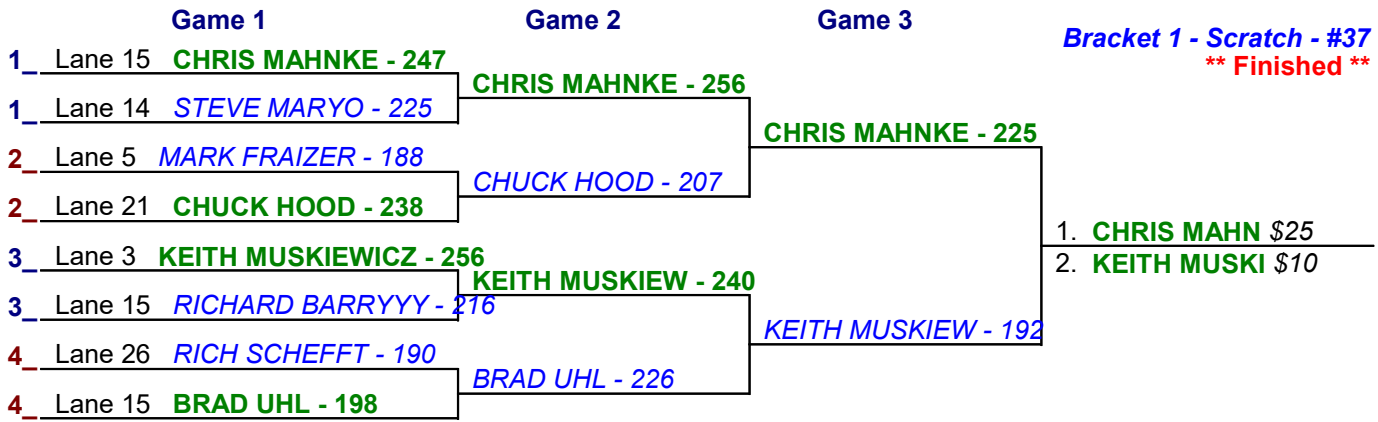 Game 1 Game 2 Game 3
Bracket 1 - Scratch - #37
** Finished **
1_ Lane 15 CHRIS MAHNKE - 247
CHRIS MAHNKE - 256
1_ Lane 14 STEVE MARYO - 225
CHRIS MAHNKE - 225
2_ Lane 5 MARK FRAIZER - 188
CHUCK HOOD - 207
2_ Lane 21 CHUCK HOOD - 238
1. CHRIS MAHN $25
3_ Lane 3 KEITH MUSKIEWICZ - 256
2. KEITH MUSKI $10
KEITH MUSKIEW - 240
3_ Lane 15 RICHARD BARRYYY - 216
KEITH MUSKIEW - 192
4_ Lane 26 RICH SCHEFFT - 190
BRAD UHL - 226
4_ Lane 15 BRAD UHL - 198